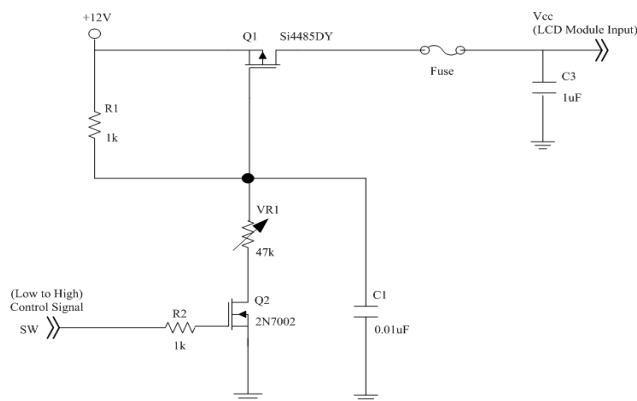 +12V
Q1
Si4485DY
Vcc
(LCD Module Input)
Fuse
C3
1uF
R1
1k
VR1
47k
(Low to High)
Control Signal
SW
R2
1k
Q2
2N7002
C1
0.01uF